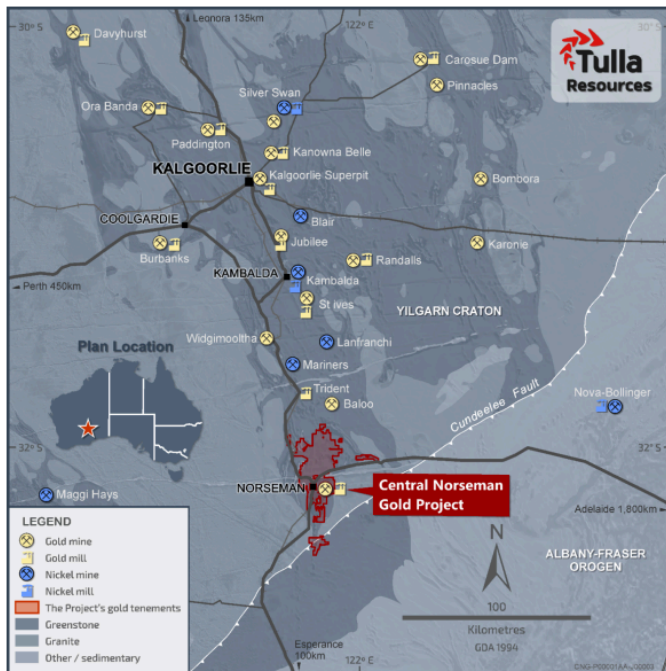 30° S
Leonora 135km
122° E
30° S
Davyhurst
Carosue Dam
Tulla
Resources
Silver Swan
Pinnacles
Ora Banda
Paddington
Kanowna Belle
KALGOORLIE
Kalgoorlie Superpit
Bombora
COOLGARDIE
Blair
Jubilee
Burbanks
Karonie
Randalls
Perth 450km
KAMBALDA
Kambalda
St Ives
YILGARN CRATON
Widgimooltha
Lanfranchi
Plan Location
Mariners
Trident
Nova-Bollinger
Baloo
Cundeelee Fault
32° S
32° S
NORSEMAN
Central Norseman
Gold Project
Maggi Hays
Adelaide 1,800km
LEGEND
Gold mine
Gold mill
Nickel mine
Nickel mill
The Project's gold tenements
Greenstone
Granite
Other / sedimentary
N
ALBANY-FRASER
OROGEN
100
Kilometres
GDA 1994
Esperance
100km
122° E